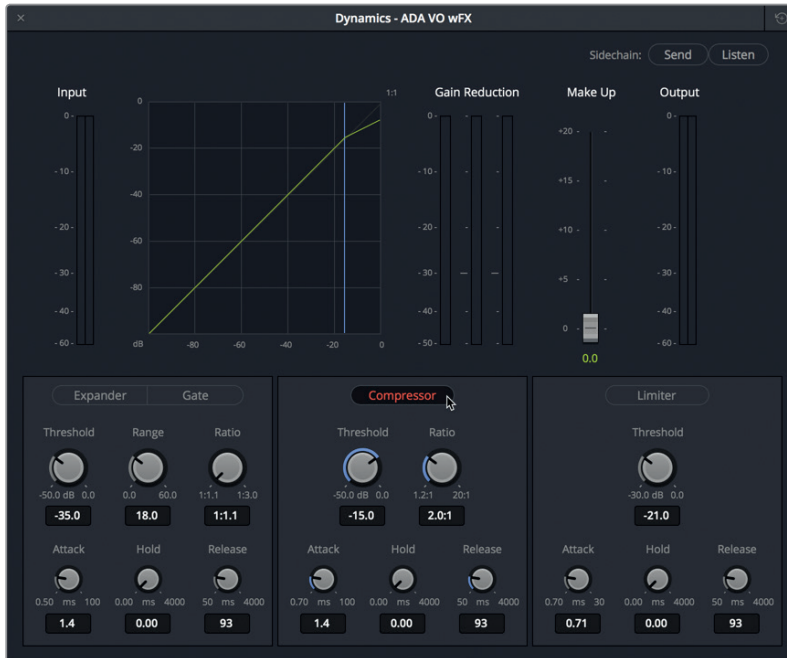 Dynamics - ADA VO wFX
Sidechain: Send Listen
Input Gain Reduction Make Up Output
1:1
0 -20 -40 -60 -80
dB -80 -60 -40 -20 0
0 -10 -20 -30 -40 -60
0 -10 -20 -30 -40 -50
+20 +15 +10 +5 0
0.0
0 -10 -20 -30 -40 -60
Expander Gate
Threshold Range Ratio
-50.0 dB 0.0 0.0 60.0 1:1.1 1:3.0
-35.0 18.0 1:1.1
Attack Hold Release
0.50 ms 100 0.00 ms 4000 50 ms 4000
1.4 0.00 93
Compressor
Threshold Ratio
-50.0 dB 0.0 1.2:1 20:1
-15.0 2.0:1
Attack Hold Release
0.70 ms 100 0.00 ms 4000 50 ms 4000
1.4 0.00 93
Limiter
Threshold
-30.0 dB 0.0
-21.0
Attack Hold Release
0.70 ms 30 0.00 ms 4000 50 ms 4000
0.71 0.00 93